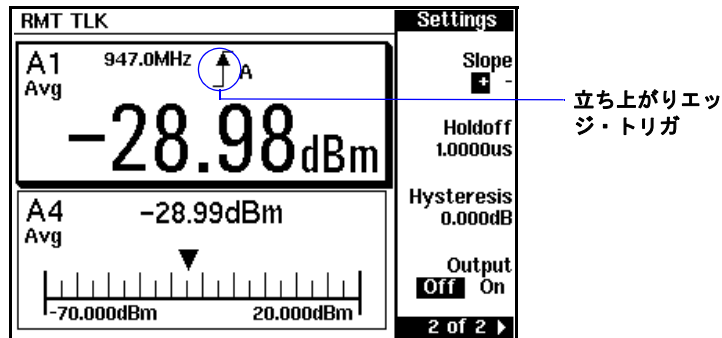 RMT TLK
Settings
A1
947.0MHz
A
Avg
-28.98dBm
A4
-28.99dBm
Avg
-70.000dBm
20.000dBm
Slope
+ -
Holdoff
1.0000us
Hysteresis
0.000dB
Output
Off On
2 of 2
立ち上がりエッ
ジ・トリガ